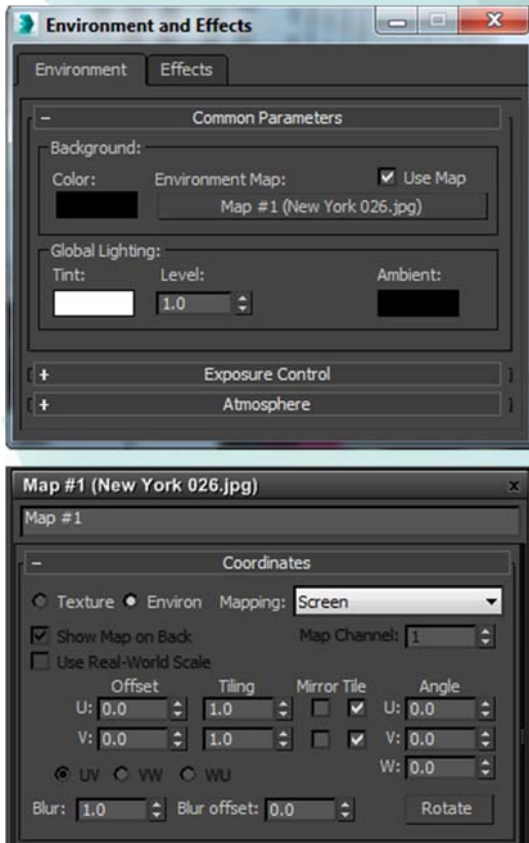 Environment and Effects
Environment Effects
Common Parameters
Background:
Color: Environment Map: Use Map
Map #1 (New York 026.jpg)
Global Lighting:
Tint: Level: Ambient:
1.0
+ Exposure Control
+ Atmosphere
Map #1 (New York 026.jpg) x
Map #1
Coordinates
Texture Environ Mapping: Screen
Show Map on Back Map Channel: 1
Use Real-World Scale
Offset Tiling Mirror Tile Angle
U: 0.0 1.0 U: 0.0
V: 0.0 1.0 V: 0.0
W: 0.0
UV VW WU
Blur: 1.0 Blur offset: 0.0 Rotate